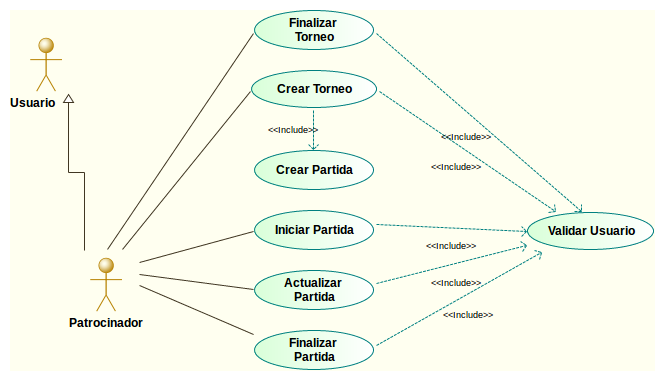 Finalizar
Torneo
Usuario
Crear Torneo
<<Include>>
<<Include>>
<<Include>>
Crear Partida
Iniciar Partida
Validar Usuario
<<Include>>
Actualizar
Partida
<<Include>>
Patrocinador
<<Include>>
Finalizar
Partida